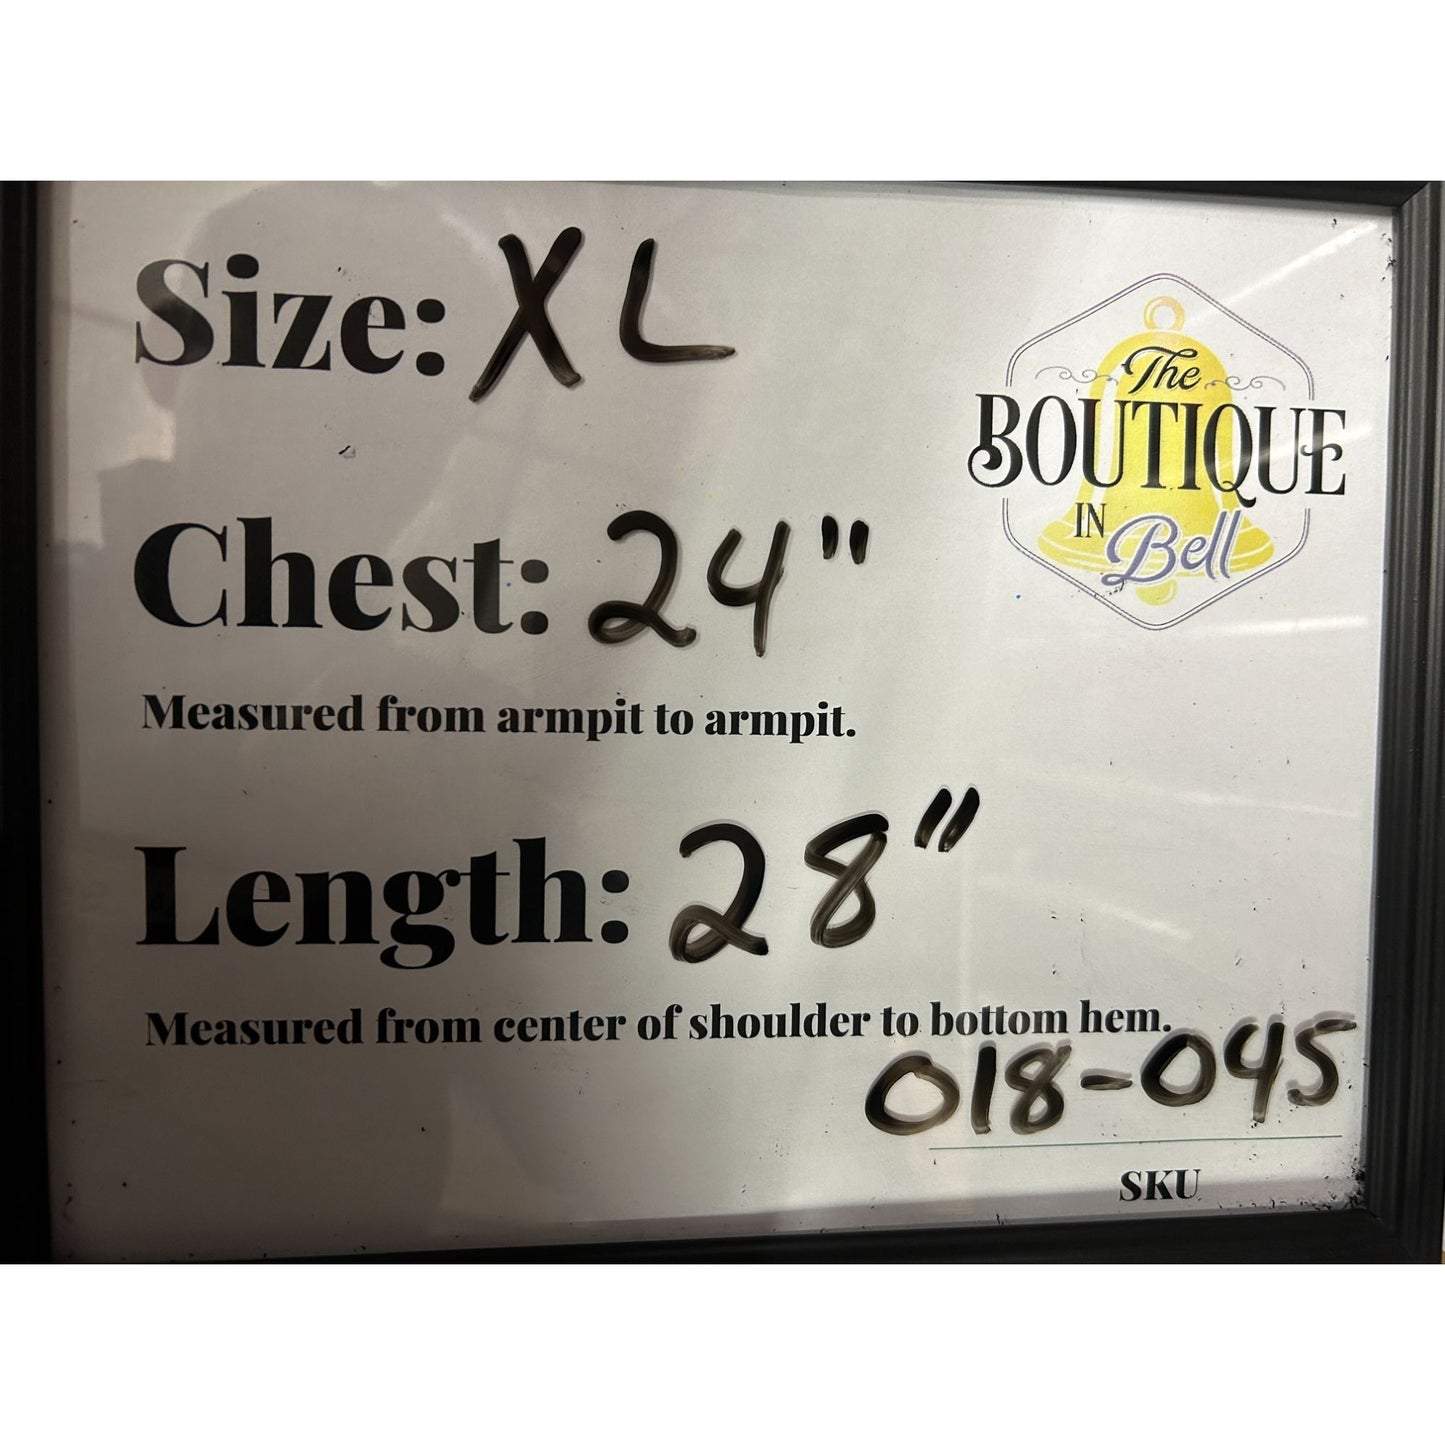 Size: XL
The
BOUTIQUE
IN Bell
Chest: 24"
Measured from armpit to armpit.
Length: 28"
Measured from center of shoulder to bottom hem.
018-045
SKU